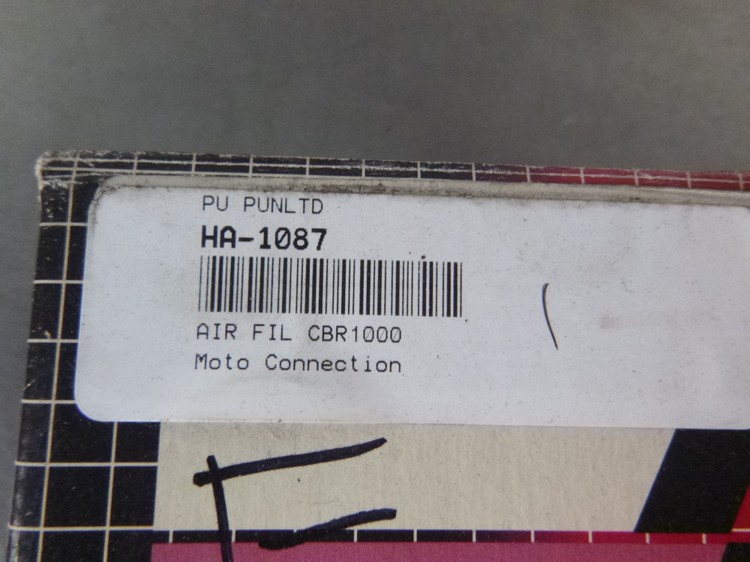 PU PUNLTD
HA-1087
AIR FIL CBR1000
Moto Connection